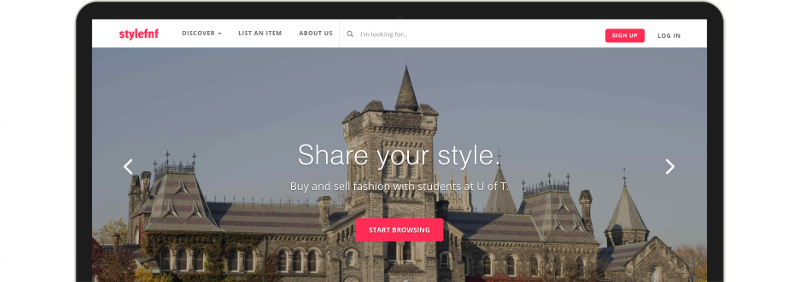 stylefnf
DISCOVER
LIST AN ITEM
ABOUT US
I'm looking for...
SIGN UP
LOG IN
Share your style.
Buy and sell fashion with students at U of T.
START BROWSING